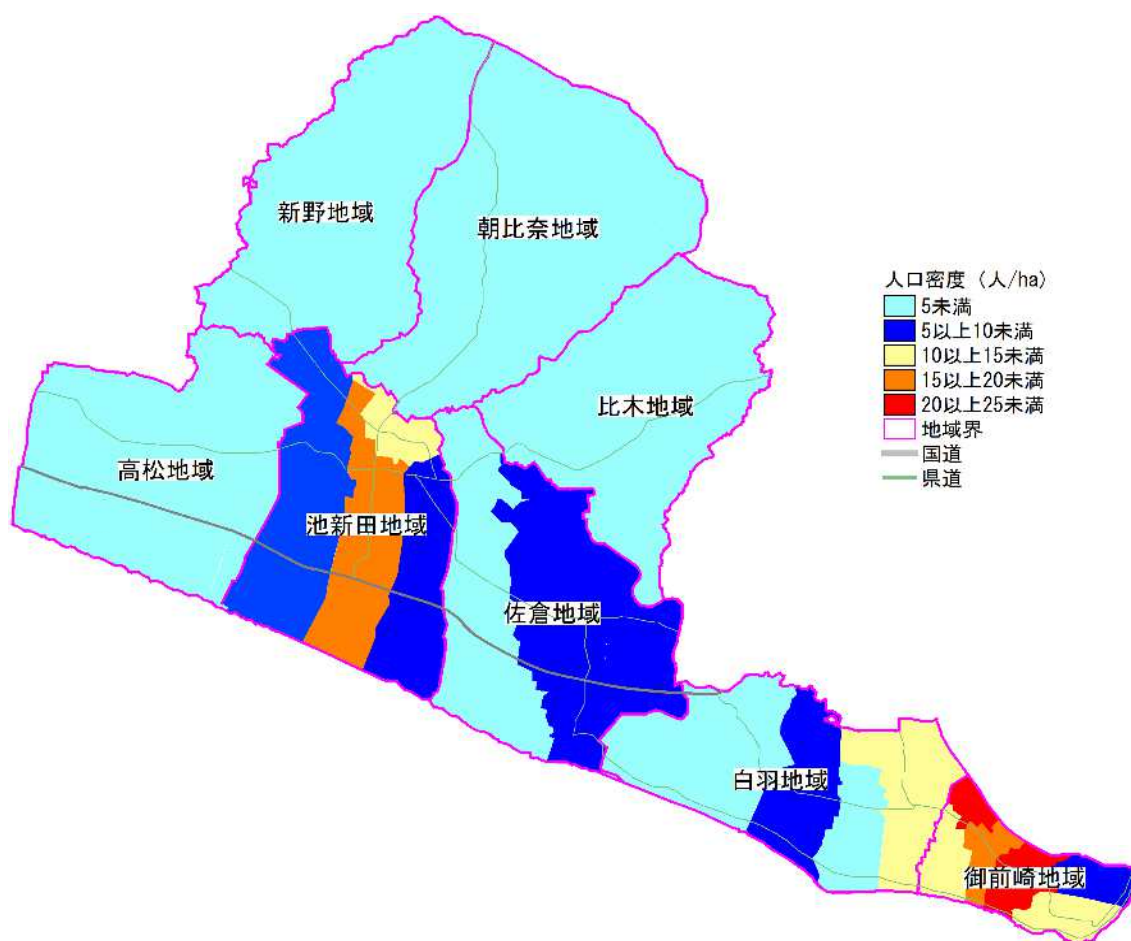 新野地域
朝比奈地域
人口密度（人/ha）
5未満
5以上10未満
10以上15未満
15以上20未満
20以上25未満
地域界
国道
県道
比木地域
高松地域
池新田地域
佐倉地域
白羽地域
御前崎地域